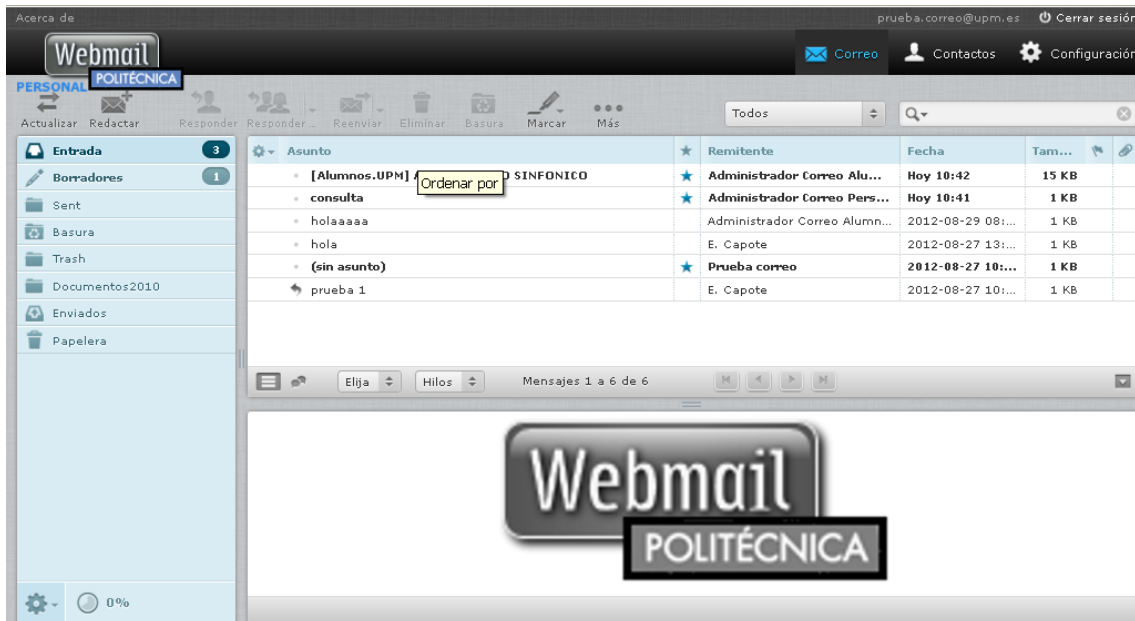 Acerca de prueba.correo@upm.es Cerrar sesión
Webmail
POLITÉCNICA
PERSONAL
Correo Contactos Configuración
Actualizar Redactar Responder Responder ... Reenviar Eliminar Basura Marcar Más
Todos
Entrada 3
Borradores 1
Sent
Basura
Trash
Documentos2010
Enviados
Papelera
0%
Asunto Remitente Fecha Tam...
[Alumnos.UPM] SINFONICO Administrador Correo Alu... Hoy 10:42 15 KB
Ordenar por
consulta Administrador Correo Pers... Hoy 10:41 1 KB
holaaaaa Administrador Correo Alumn... 2012-08-29 08:... 1 KB
hola E. Capote 2012-08-27 13:... 1 KB
(sin asunto) Prueba correo 2012-08-27 10:... 1 KB
prueba 1 E. Capote 2012-08-27 10:... 1 KB
Elija Hilos Mensajes 1 a 6 de 6
Webmail
POLITÉCNICA